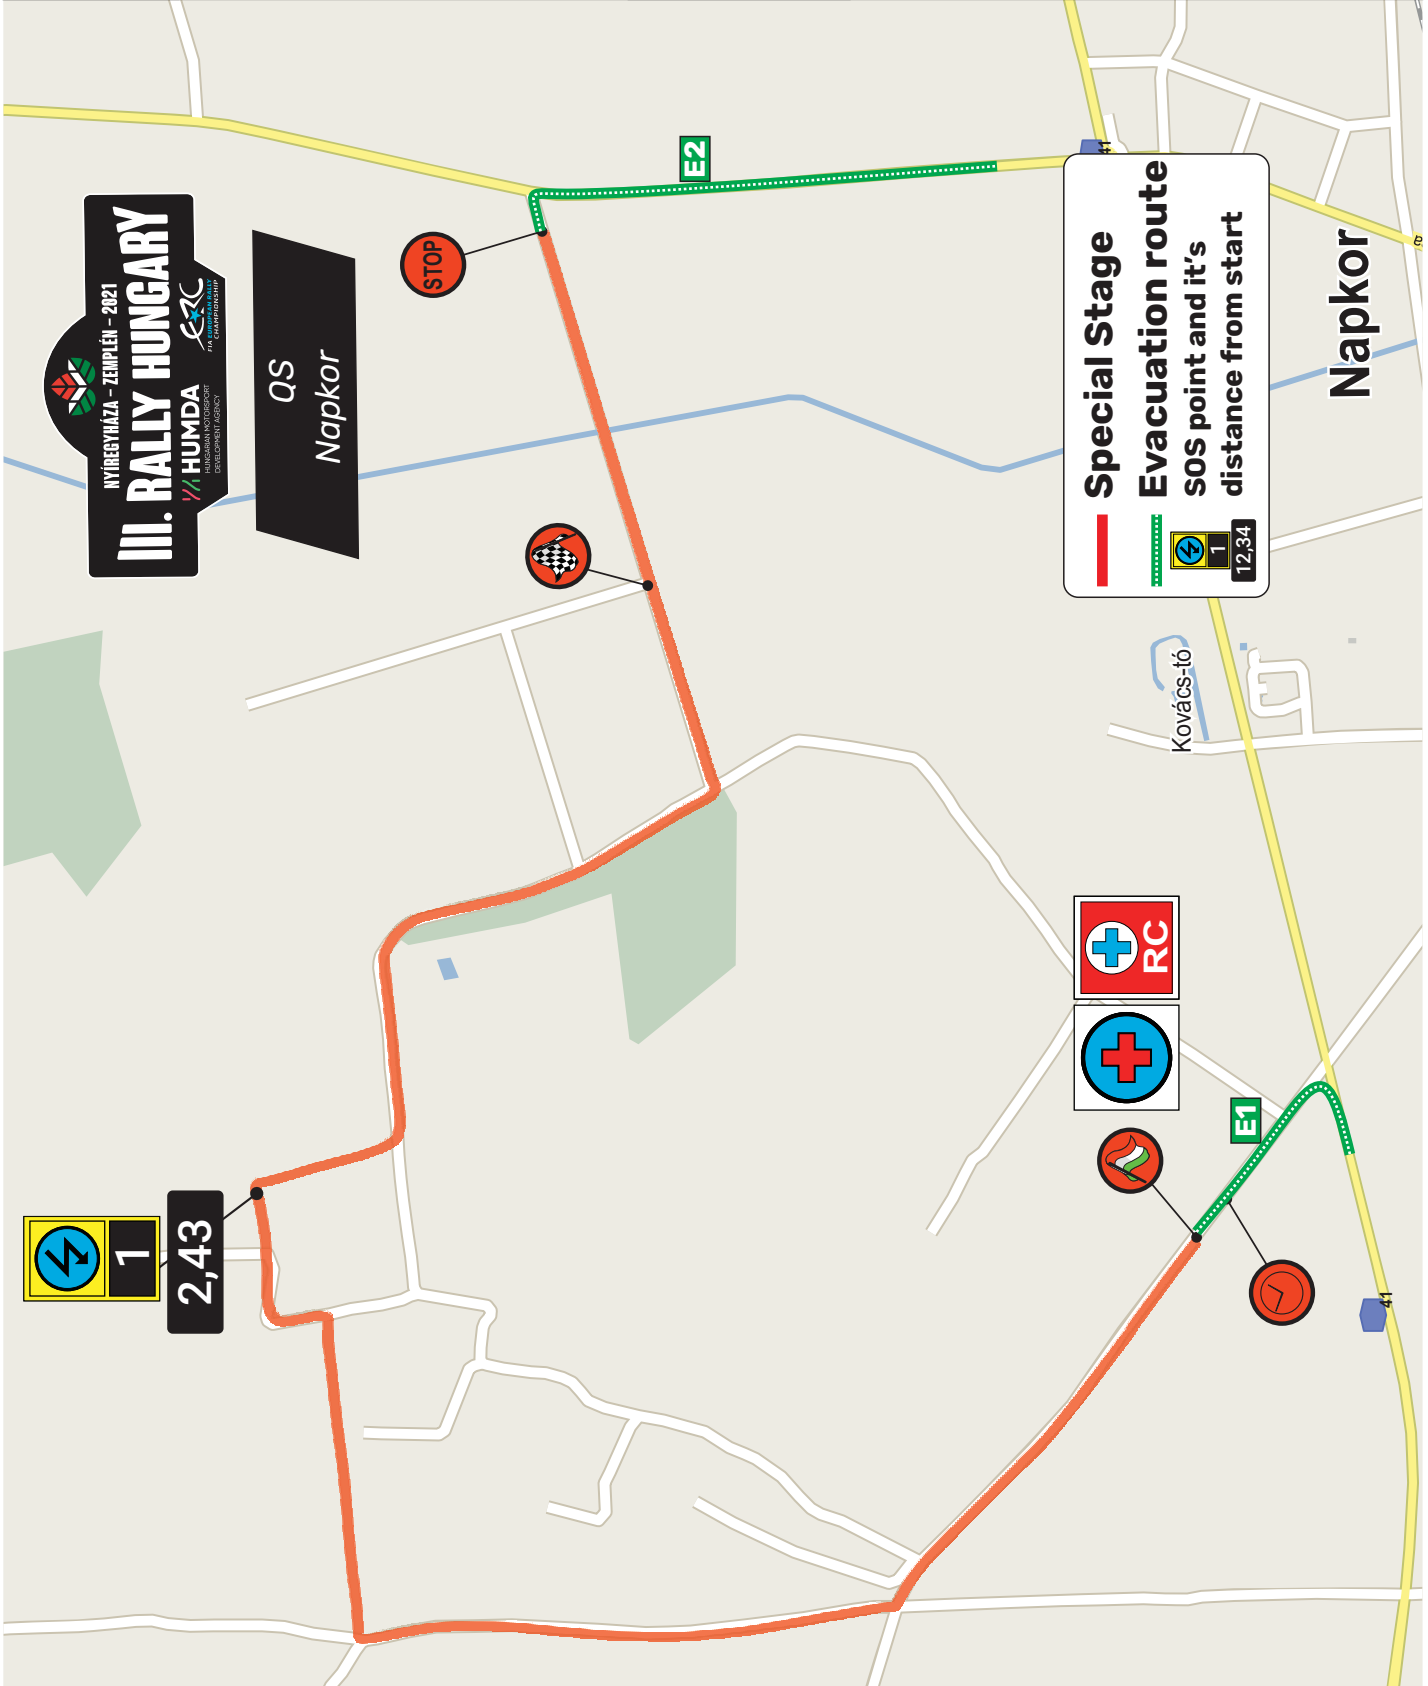 NYÍREGYHÁZA – ZEMPLÉN – 2021
III. RALLY HUNGARY
HUMDA
HUNGARIAN MOTORSPORT
DEVELOPMENT AGENCY
ERC
FIA EUROPEAN RALLY
CHAMPIONSHIP
QS
Napkor
STOP
E2
41
Special Stage
Evacuation route
SOS point and it's
distance from start
1
12,34
Napkor
Kovács-tó
RC
E1
1
2,43
41